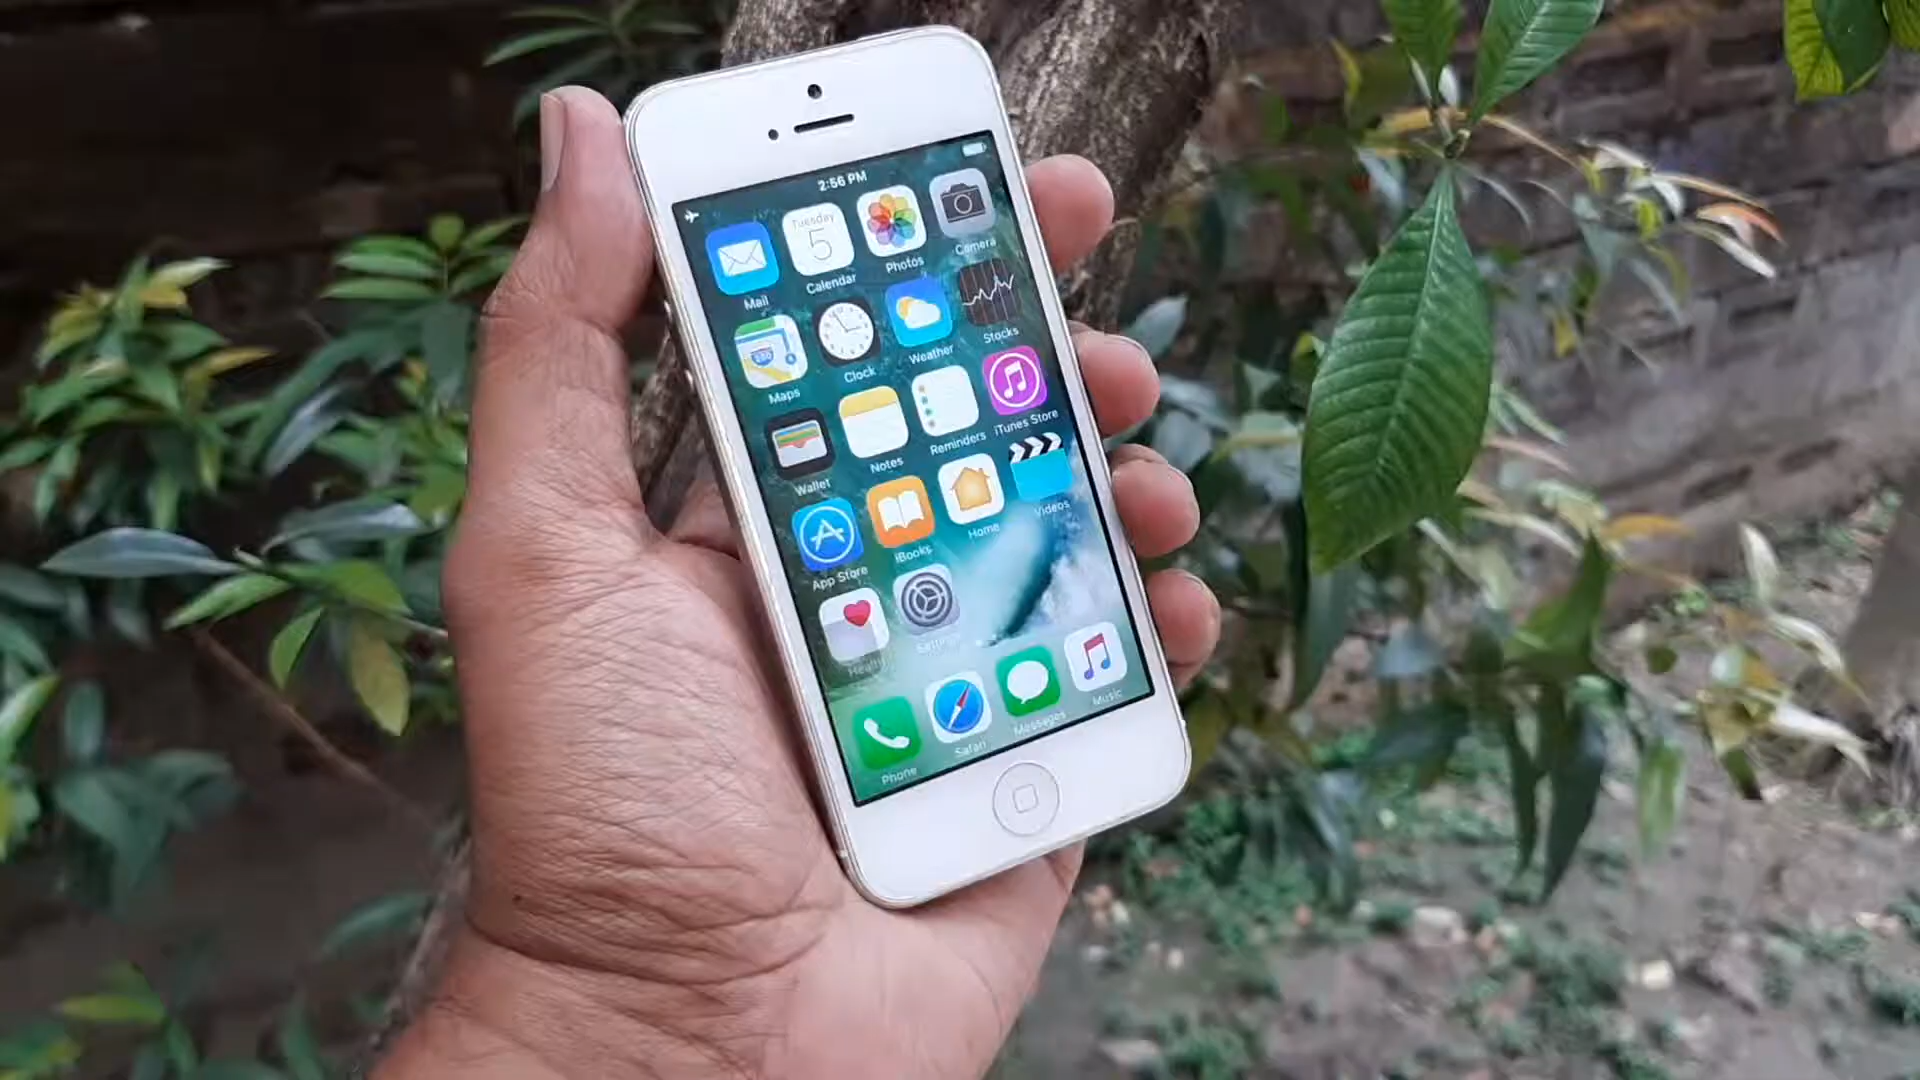 2:56 PM
Tuesday
5
Mail
Calendar
Photos
Camera
Maps
280
Clock
Weather
Stocks
Wallet
Notes
Reminders
iTunes Store
App Store
iBooks
Home
Videos
Health
Settings
Phone
Safari
Messages
Music